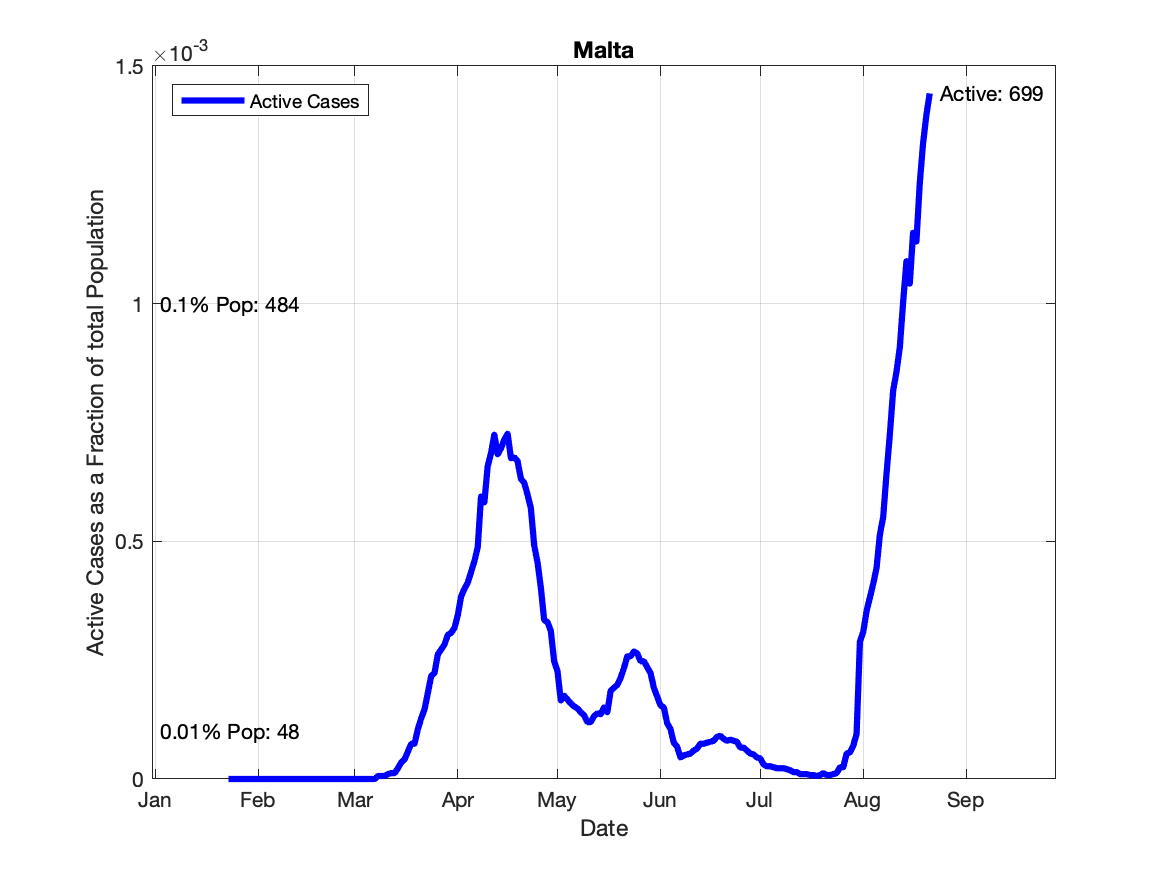 Malta
×10-3
1.5
Active Cases
Active: 699
1
0.1% Pop: 484
0.5
0.01% Pop: 48
0
Active Cases as a Fraction of total Population
Jan Feb Mar Apr May Jun Jul Aug Sep
Date